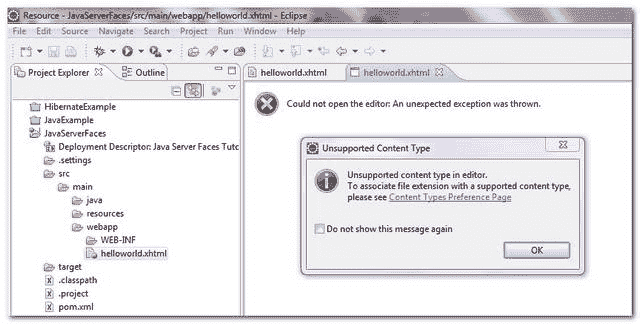 Resource - JavaServerFaces/src/main/webapp/helloworld.xhtml - Eclipse
File Edit Source Navigate Search Project Run Window Help
Project Explorer Outline
helloworld.xhtml helloworld.xhtml
HibernateExample
JavaExample
JavaServerFaces
Deployment Descriptor: Java Server Faces Tuto
.settings
src
main
java
resources
webapp
WEB-INF
helloworld.xhtml
target
.classpath
.project
pom.xml
Could not open the editor: An unexpected exception was thrown.
Unsupported Content Type
Unsupported content type in editor.
To associate file extension with a supported content type,
please see Content Types Preference Page
Do not show this message again
OK